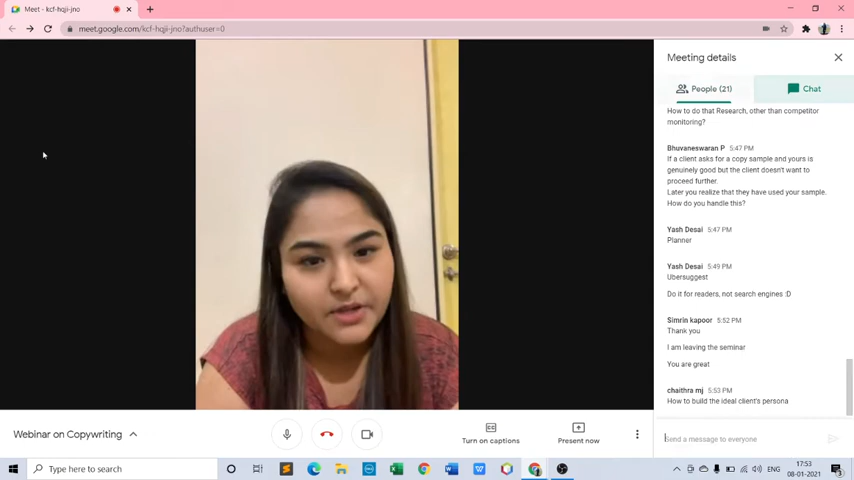 Meet - kcf-hqji-jno
meet.google.com/kcf-hqji-jno?authuser=0
Meeting details
People (21)
Chat
How to do that Research, other than competitor
monitoring?
Bhuvaneswaran P 5:47 PM
If a client asks for a copy sample and yours is
genuinely good but the client doesn't want to
proceed further.
Later you realize that they have used your sample.
How do you handle this?
Yash Desai 5:47 PM
Planner
Yash Desai 5:49 PM
Ubersuggest
Do it for readers, not search engines :D
Simrin kapoor 5:52 PM
Thank you
I am leaving the seminar
You are great
chaithra mj 5:53 PM
How to build the ideal client's persona
Send a message to everyone
Webinar on Copywriting
Turn on captions
Present now
Type here to search
ENG
17:53
08-01-2021